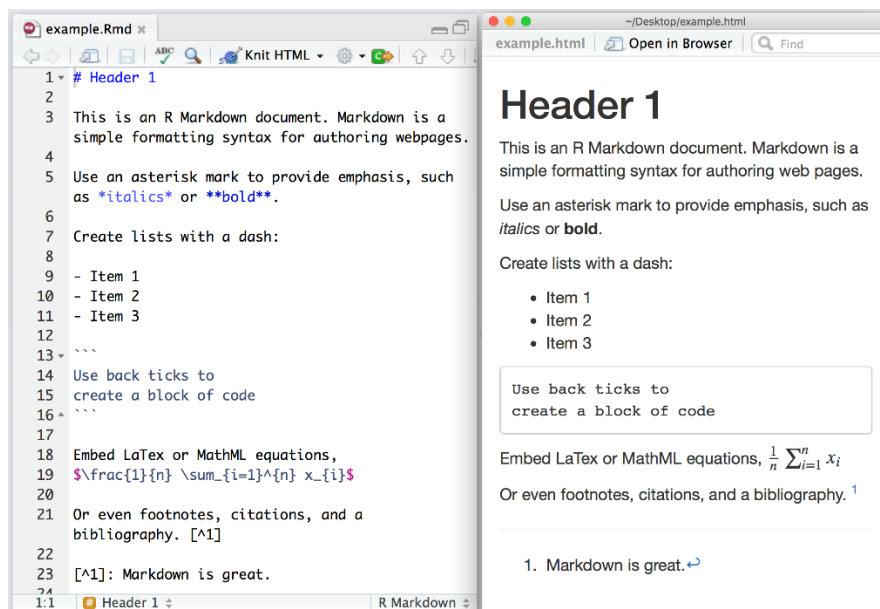 example.Rmd
ABC
Knit HTML
1 # Header 1
2
3 This is an R Markdown document. Markdown is a
simple formatting syntax for authoring webpages.
4
5 Use an asterisk mark to provide emphasis, such
as *italics* or **bold**.
6
7 Create lists with a dash:
8
9 - Item 1
10 - Item 2
11 - Item 3
12
13 ```
14 Use back ticks to
15 create a block of code
16 ```
17
18 Embed LaTex or MathML equations,
19 $\frac{1}{n} \sum_{i=1}^{n} x_{i}$
20
21 Or even footnotes, citations, and a
bibliography. [^1]
22
23 [^1]: Markdown is great.
24
1:1 # Header 1 R Markdown
~/Desktop/example.html
example.html Open in Browser Find
Header 1
This is an R Markdown document. Markdown is a
simple formatting syntax for authoring web pages.
Use an asterisk mark to provide emphasis, such as
italics or bold.
Create lists with a dash:
• Item 1
• Item 2
• Item 3
Use back ticks to
create a block of code
Embed LaTex or MathML equations, $\frac{1}{n} \sum_{i=1}^{n} x_i$
Or even footnotes, citations, and a bibliography. 1
1. Markdown is great.↩